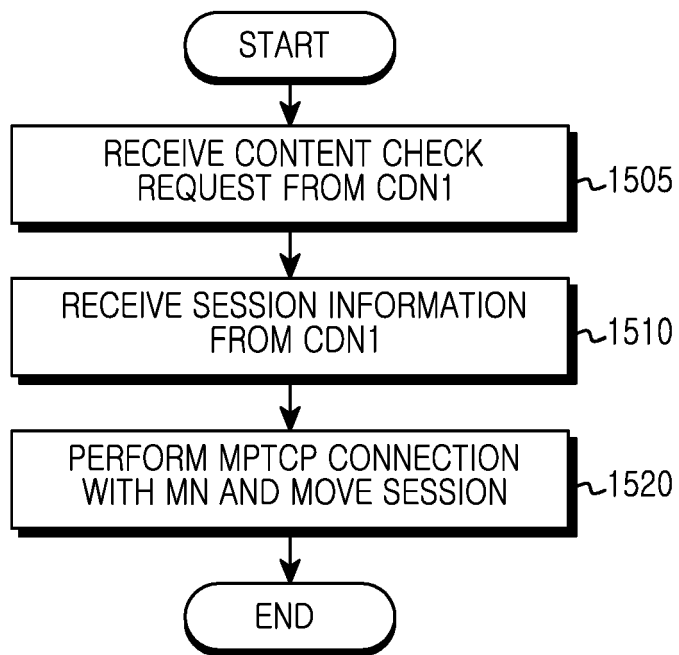 START
RECEIVE CONTENT CHECK
REQUEST FROM CDN1
1505
RECEIVE SESSION INFORMATION
FROM CDN1
1510
PERFORM MPTCP CONNECTION
WITH MN AND MOVE SESSION
1520
END